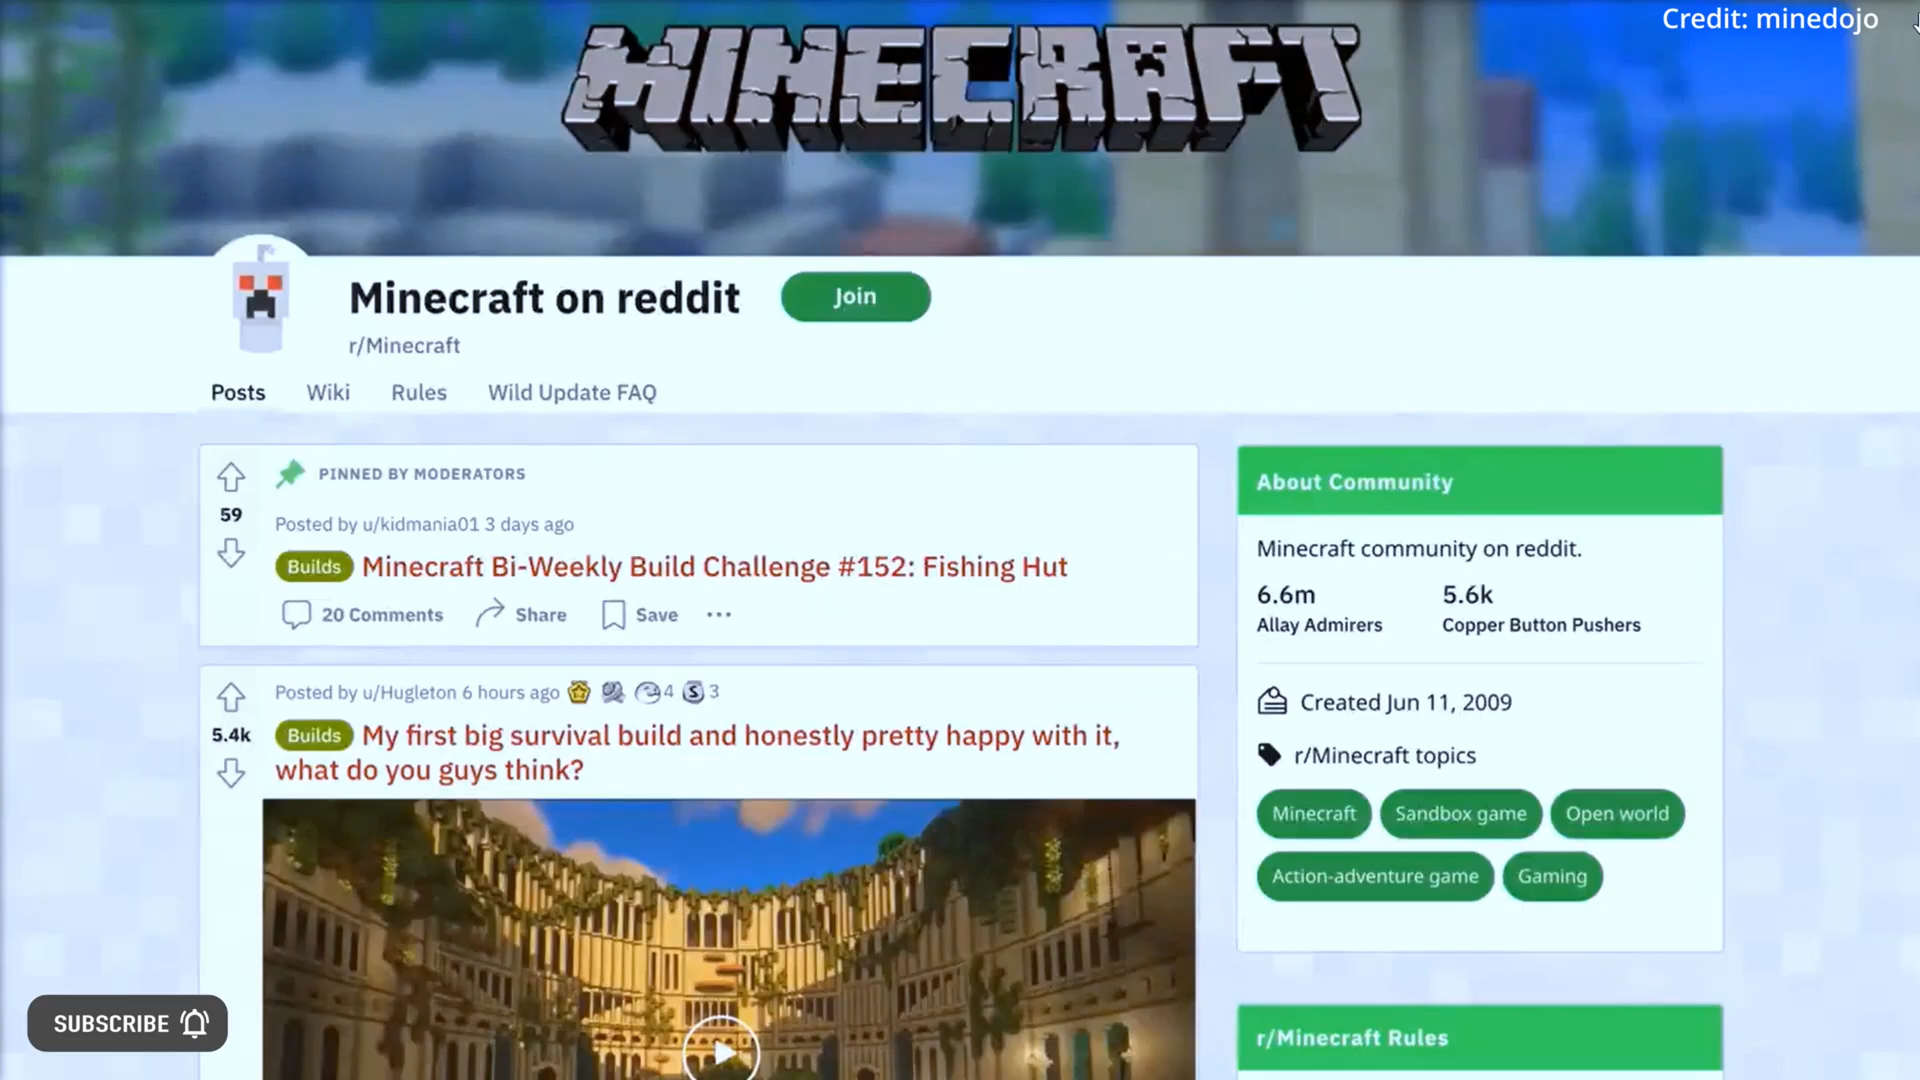 Credit: minedojo
MINECRAFT
Minecraft on reddit
Join
r/Minecraft
Posts
Wiki
Rules
Wild Update FAQ
PINNED BY MODERATORS
59
Posted by u/kidmania01 3 days ago
Builds
Minecraft Bi-Weekly Build Challenge #152: Fishing Hut
20 Comments
Share
Save
Posted by u/Hugleton 6 hours ago
4
S
3
5.4k
Builds
My first big survival build and honestly pretty happy with it,
what do you guys think?
About Community
Minecraft community on reddit.
6.6m
5.6k
Allay Admirers
Copper Button Pushers
Created Jun 11, 2009
r/Minecraft topics
Minecraft
Sandbox game
Open world
Action-adventure game
Gaming
r/Minecraft Rules
SUBSCRIBE